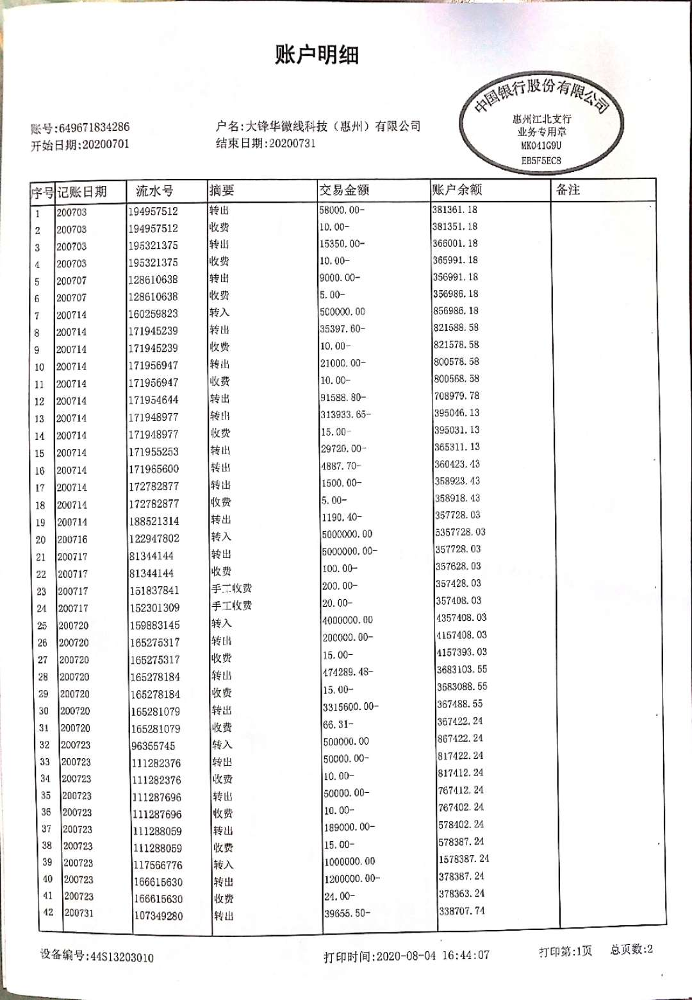 账户明细
中国银行股份有限公司
惠州江北支行
业务专用章
MK041G9U
EB5F5EC8
账号:649671834286 户名:大锋华微线科技（惠州）有限公司
开始日期:20200701 结束日期:20200731
序号 记账日期 流水号 摘要 交易金额 账户余额 备注
1 200703 194957512 转出 58000.00- 381361.18
2 200703 194957512 收费 10.00- 381351.18
3 200703 195321375 转出 15350.00- 366001.18
4 200703 195321375 收费 10.00- 365991.18
5 200707 128610638 转出 9000.00- 356991.18
6 200707 128610638 收费 5.00- 356986.18
7 200714 160259823 转入 500000.00 856986.18
8 200714 171945239 转出 35397.60- 821588.58
9 200714 171945239 收费 10.00- 821578.58
10 200714 171956947 转出 21000.00- 800578.58
11 200714 171956947 收费 10.00- 800568.58
12 200714 171954644 转出 91588.80- 708979.78
13 200714 171948977 转出 313933.65- 395046.13
14 200714 171948977 收费 15.00- 395031.13
15 200714 171955253 转出 29720.00- 365311.13
16 200714 171965600 转出 4887.70- 360423.43
17 200714 172782877 转出 1500.00- 358923.43
18 200714 172782877 收费 5.00- 358918.43
19 200714 188521314 转出 1190.40- 357728.03
20 200716 122947802 转入 5000000.00 5357728.03
21 200717 81344144 转出 5000000.00- 357728.03
22 200717 81344144 收费 100.00- 357628.03
23 200717 151837841 手工收费 200.00- 357428.03
24 200717 152301309 手工收费 20.00- 357408.03
25 200720 159883145 转入 4000000.00 4357408.03
26 200720 165275317 转出 200000.00- 4157408.03
27 200720 165275317 收费 15.00- 4157393.03
28 200720 165278184 转出 474289.48- 3683103.55
29 200720 165278184 收费 15.00- 3683088.55
30 200720 165281079 转出 3315600.00- 367488.55
31 200720 165281079 收费 66.31- 367422.24
32 200723 96355745 转入 500000.00 867422.24
33 200723 111282376 转出 50000.00- 817422.24
34 200723 111282376 收费 10.00- 817412.24
35 200723 111287696 转出 50000.00- 767412.24
36 200723 111287696 收费 10.00- 767402.24
37 200723 111288059 转出 189000.00- 578402.24
38 200723 111288059 收费 15.00- 578387.24
39 200723 117566776 转入 1000000.00 1578387.24
40 200723 166615630 转出 1200000.00- 378387.24
41 200723 166615630 收费 24.00- 378363.24
42 200731 107349280 转出 39655.50- 338707.74
设备编号:44S13203010 打印时间:2020-08-04 16:44:07 打印第:1页 总页数:2